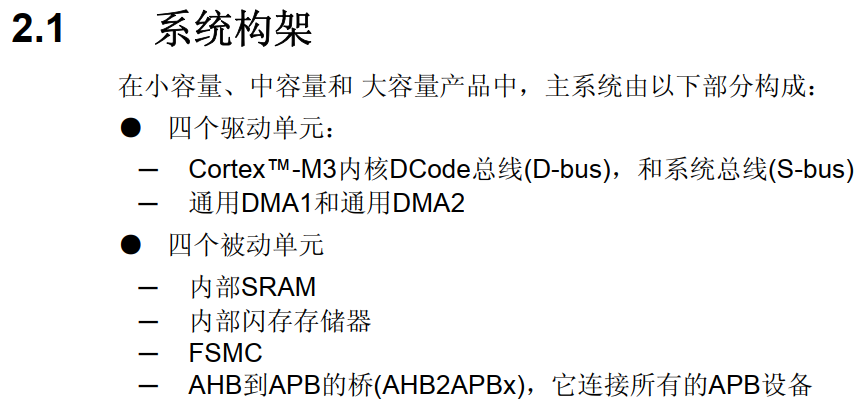 2.1 系统构架
在小容量、中容量和 大容量产品中，主系统由以下部分构成：
● 四个驱动单元：
— Cortex™-M3内核DCode总线(D-bus)，和系统总线(S-bus)
— 通用DMA1和通用DMA2
● 四个被动单元
— 内部SRAM
— 内部闪存存储器
— FSMC
— AHB到APB的桥(AHB2APBx)，它连接所有的APB设备